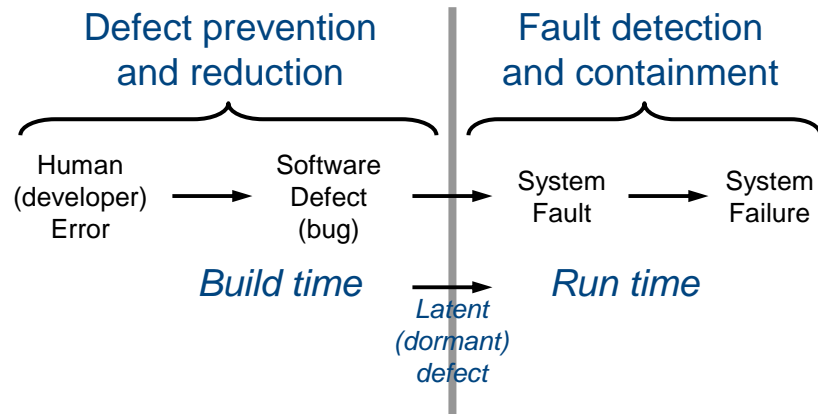 Defect prevention
and reduction
Fault detection
and containment
Human
(developer)
Error
Software
Defect
(bug)
System
Fault
System
Failure
Build time
Latent
(dormant)
defect
Run time